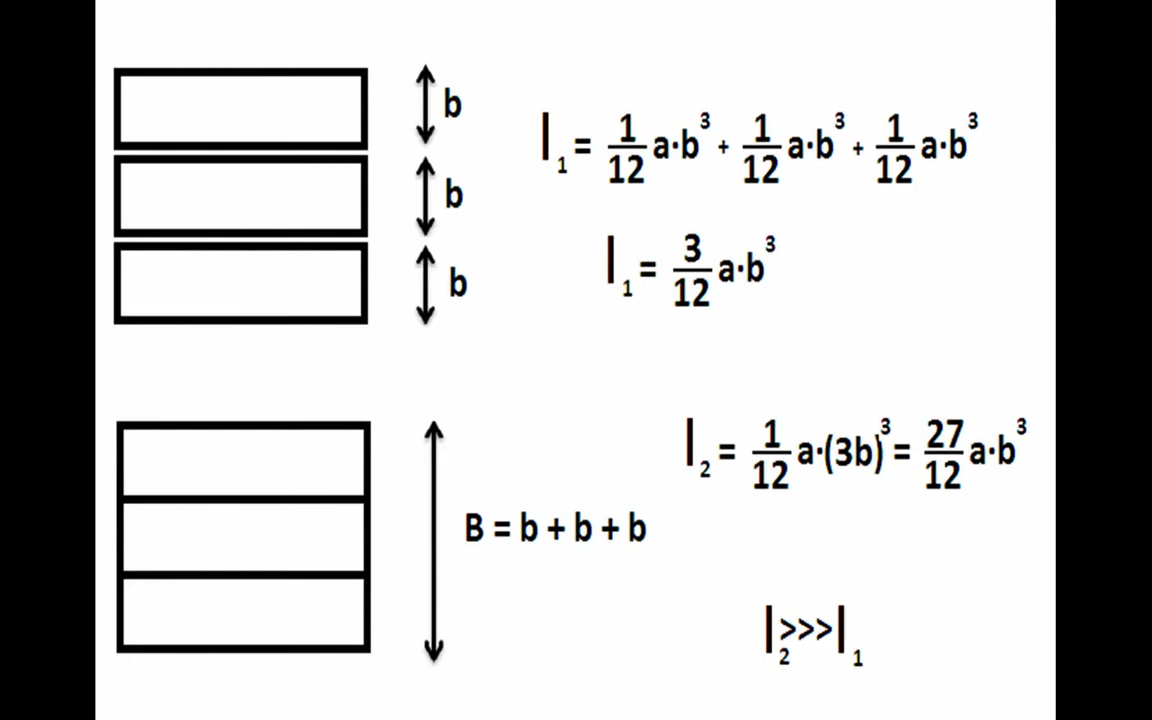 b
I₁ = 1/12 a·b³ + 1/12 a·b³ + 1/12 a·b³
b
I₁ = 3/12 a·b³
b
I₂ = 1/12 a·(3b)³ = 27/12 a·b³
B = b + b + b
I₂>>>I₁